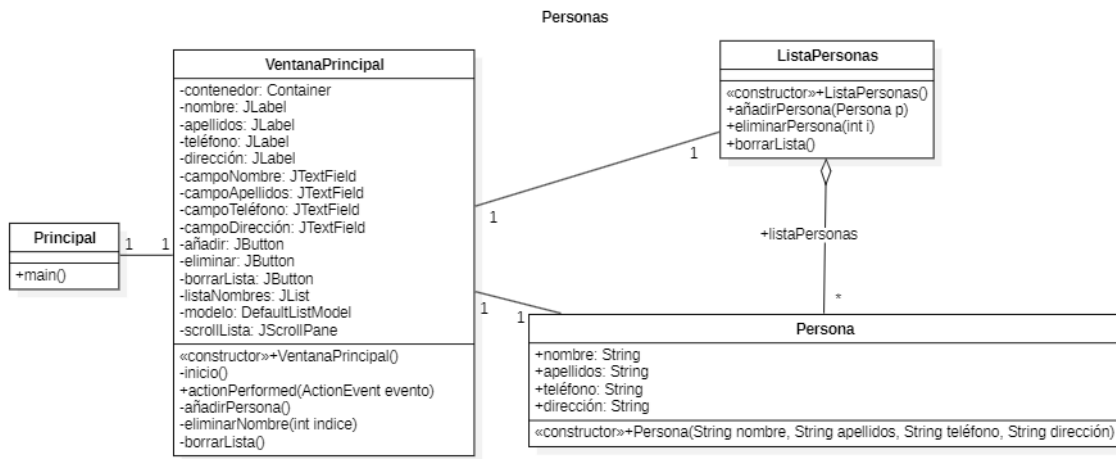 Personas
Principal
+main()
1
1
VentanaPrincipal
-contenedor: Container
-nombre: JLabel
-apellidos: JLabel
-teléfono: JLabel
-dirección: JLabel
-campoNombre: JTextField
-campoApellidos: JTextField
-campoTeléfono: JTextField
-campoDirección: JTextField
-añadir: JButton
-eliminar: JButton
-borrarLista: JButton
-listaNombres: JList
-modelo: DefaultListModel
-scrollLista: JScrollPane
«constructor»+VentanaPrincipal()
-inicio()
+actionPerformed(ActionEvent evento)
-añadirPersona()
-eliminarNombre(int indice)
-borrarLista()
1
1
1
1
ListaPersonas
«constructor»+ListaPersonas()
+añadirPersona(Persona p)
+eliminarPersona(int i)
+borrarLista()
+listaPersonas
*
Persona
+nombre: String
+apellidos: String
+teléfono: String
+dirección: String
«constructor»+Persona(String nombre, String apellidos, String teléfono, String dirección)